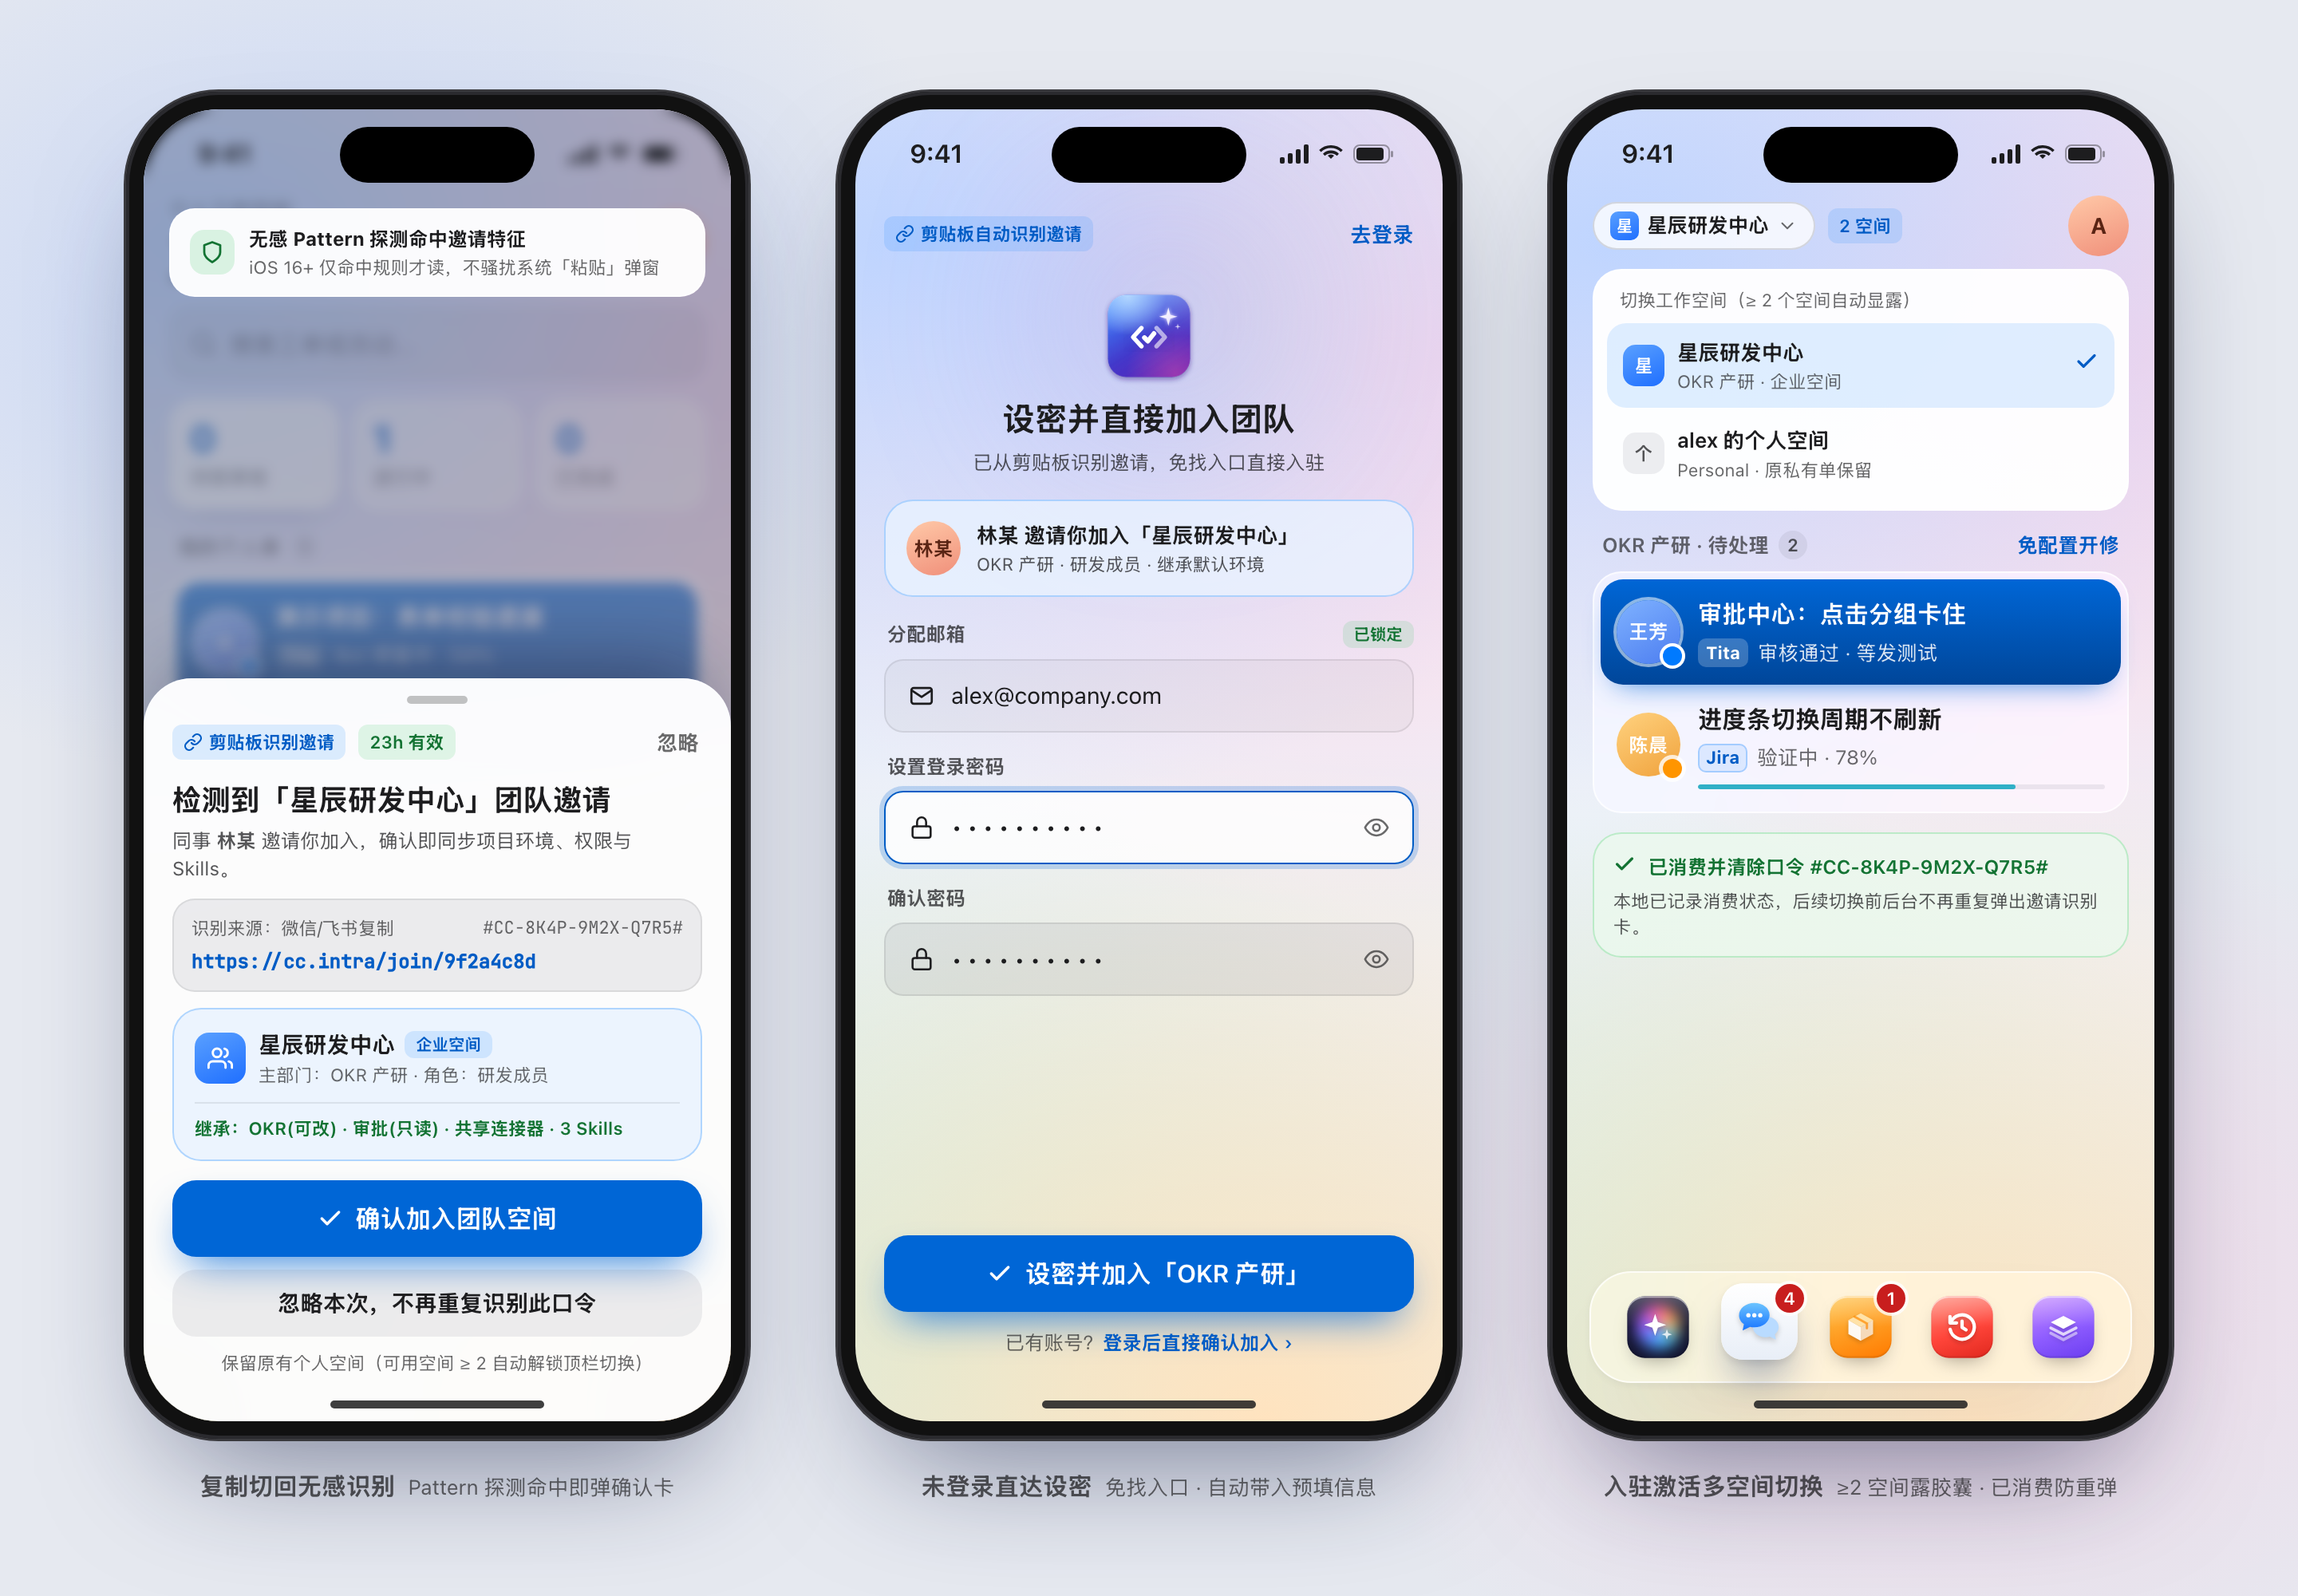 无感 Pattern 探测命中邀请特征
iOS 16+ 仅命中规则才读，不骚扰系统「粘贴」弹窗
剪贴板识别邀请
23h 有效
忽略
检测到「星辰研发中心」团队邀请
同事 林某 邀请你加入，确认即同步项目环境、权限与
Skills。
识别来源：微信/飞书复制
#CC-8K4P-9M2X-Q7R5#
https://cc.intra/join/9f2a4c8d
星辰研发中心
企业空间
主部门：OKR 产研 · 角色：研发成员
继承：OKR(可改) · 审批(只读) · 共享连接器 · 3 Skills
确认加入团队空间
忽略本次，不再重复识别此口令
保留原有个人空间（可用空间 ≥ 2 自动解锁顶栏切换）
复制切回无感识别 Pattern 探测命中即弹确认卡
9:41
剪贴板自动识别邀请
去登录
设密并直接加入团队
已从剪贴板识别邀请，免找入口直接入驻
林某
林某 邀请你加入「星辰研发中心」
OKR 产研 · 研发成员 · 继承默认环境
分配邮箱
已锁定
alex@company.com
设置登录密码
确认密码
设密并加入「OKR 产研」
已有账号？登录后直接确认加入 ›
未登录直达设密 免找入口 · 自动带入预填信息
9:41
星
星辰研发中心
2 空间
A
切换工作空间（≥ 2 个空间自动显露）
星
星辰研发中心
OKR 产研 · 企业空间
个
alex 的个人空间
Personal · 原私有单保留
OKR 产研 · 待处理 2
免配置开修
王芳
审批中心：点击分组卡住
Tita 审核通过 · 等发测试
陈晨
进度条切换周期不刷新
Jira 验证中 · 78%
已消费并清除口令 #CC-8K4P-9M2X-Q7R5#
本地已记录消费状态，后续切换前后台不再重复弹出邀请识别
卡。
4
1
入驻激活多空间切换 ≥2 空间露胶囊 · 已消费防重弹